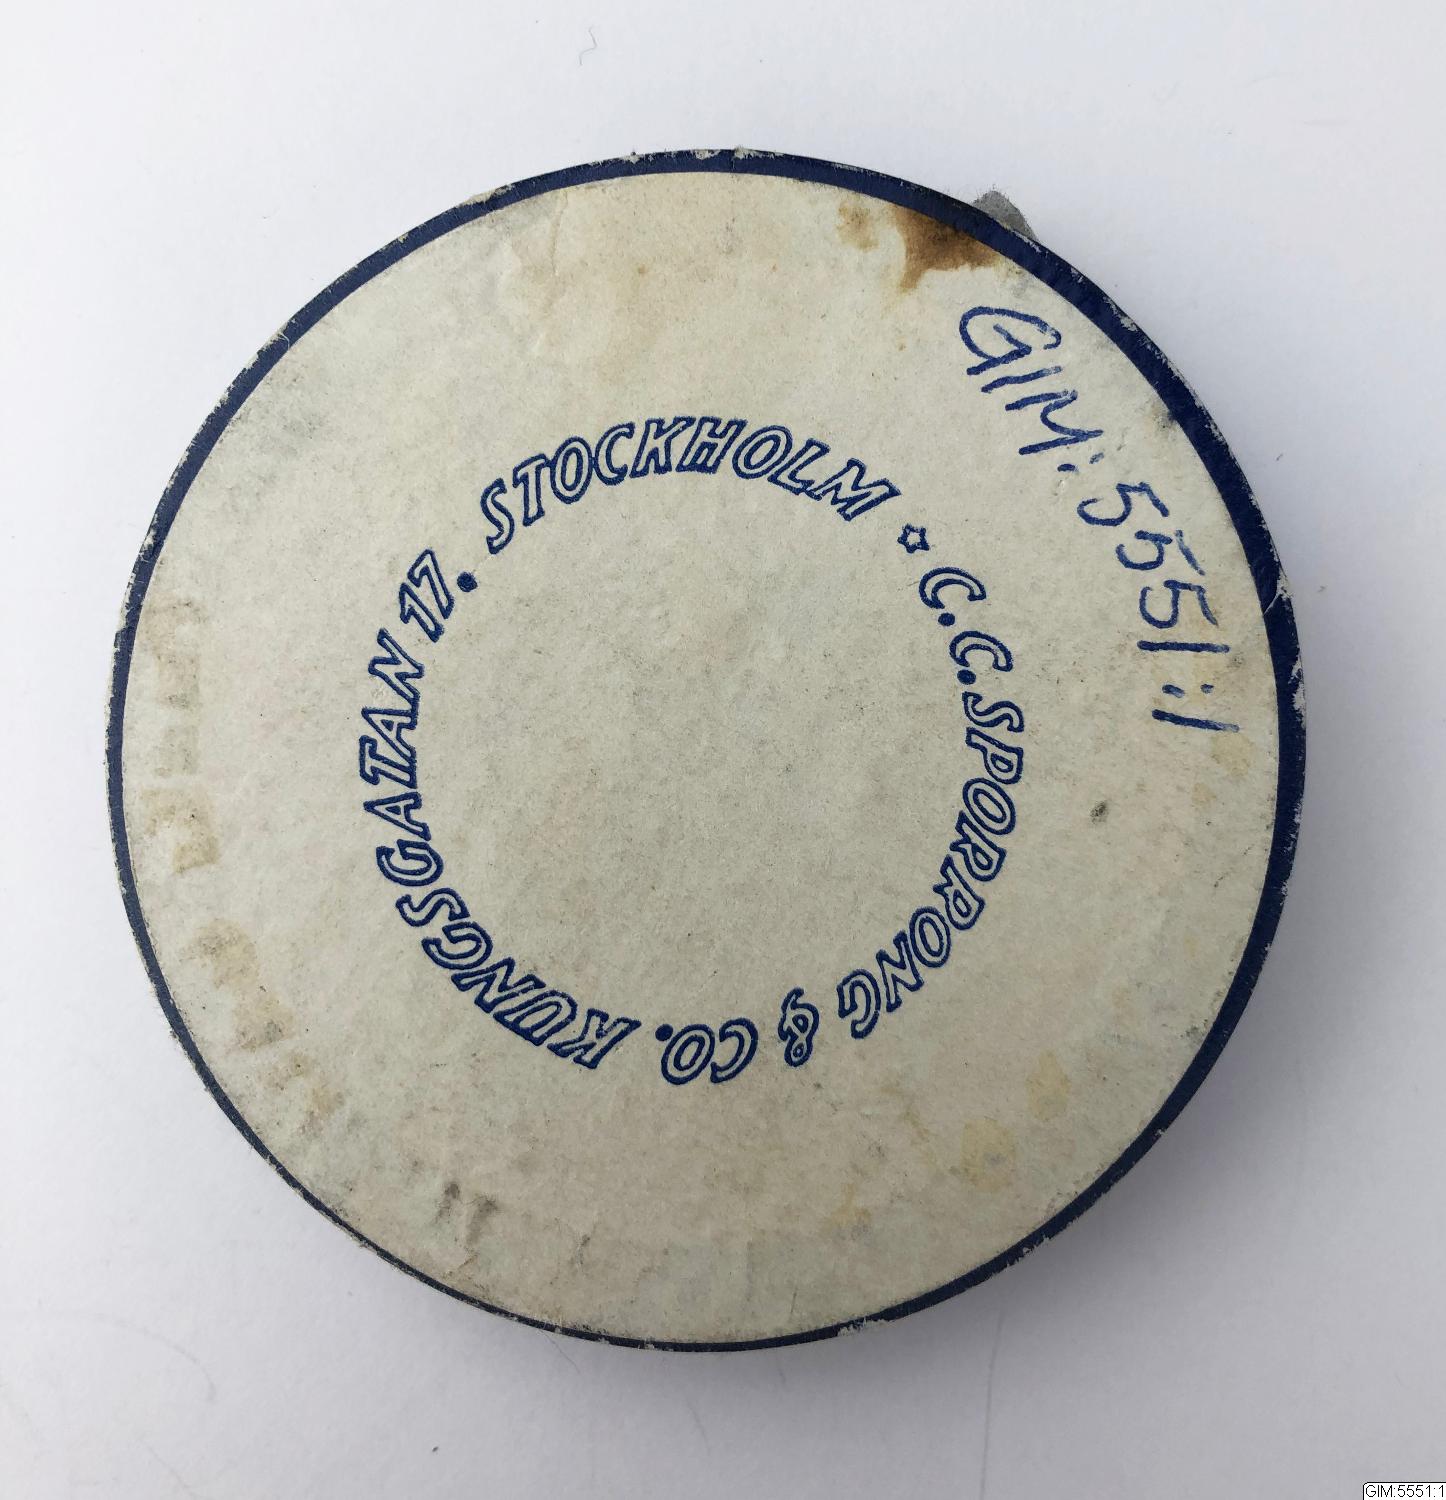 C.C.SPORRONG & CO. KUNGSGATAN 17. STOCKHOLM
GIM: 5551:1
GIM:5551:1